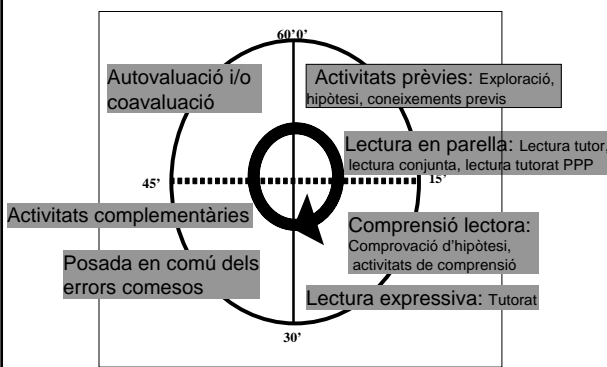 60'0'
Autovaluació i/o
coavaluació
Activitats prèvies: Exploració,
hipòtesi, coneixements previs
Lectura en parella: Lectura tutor,
lectura conjunta, lectura tutorat PPP
45'
15'
Activitats complementàries
Comprensió lectora:
Comprovació d'hipòtesi,
activitats de comprensió
Posada en comú dels
errors comesos
Lectura expressiva: Tutorat
30'